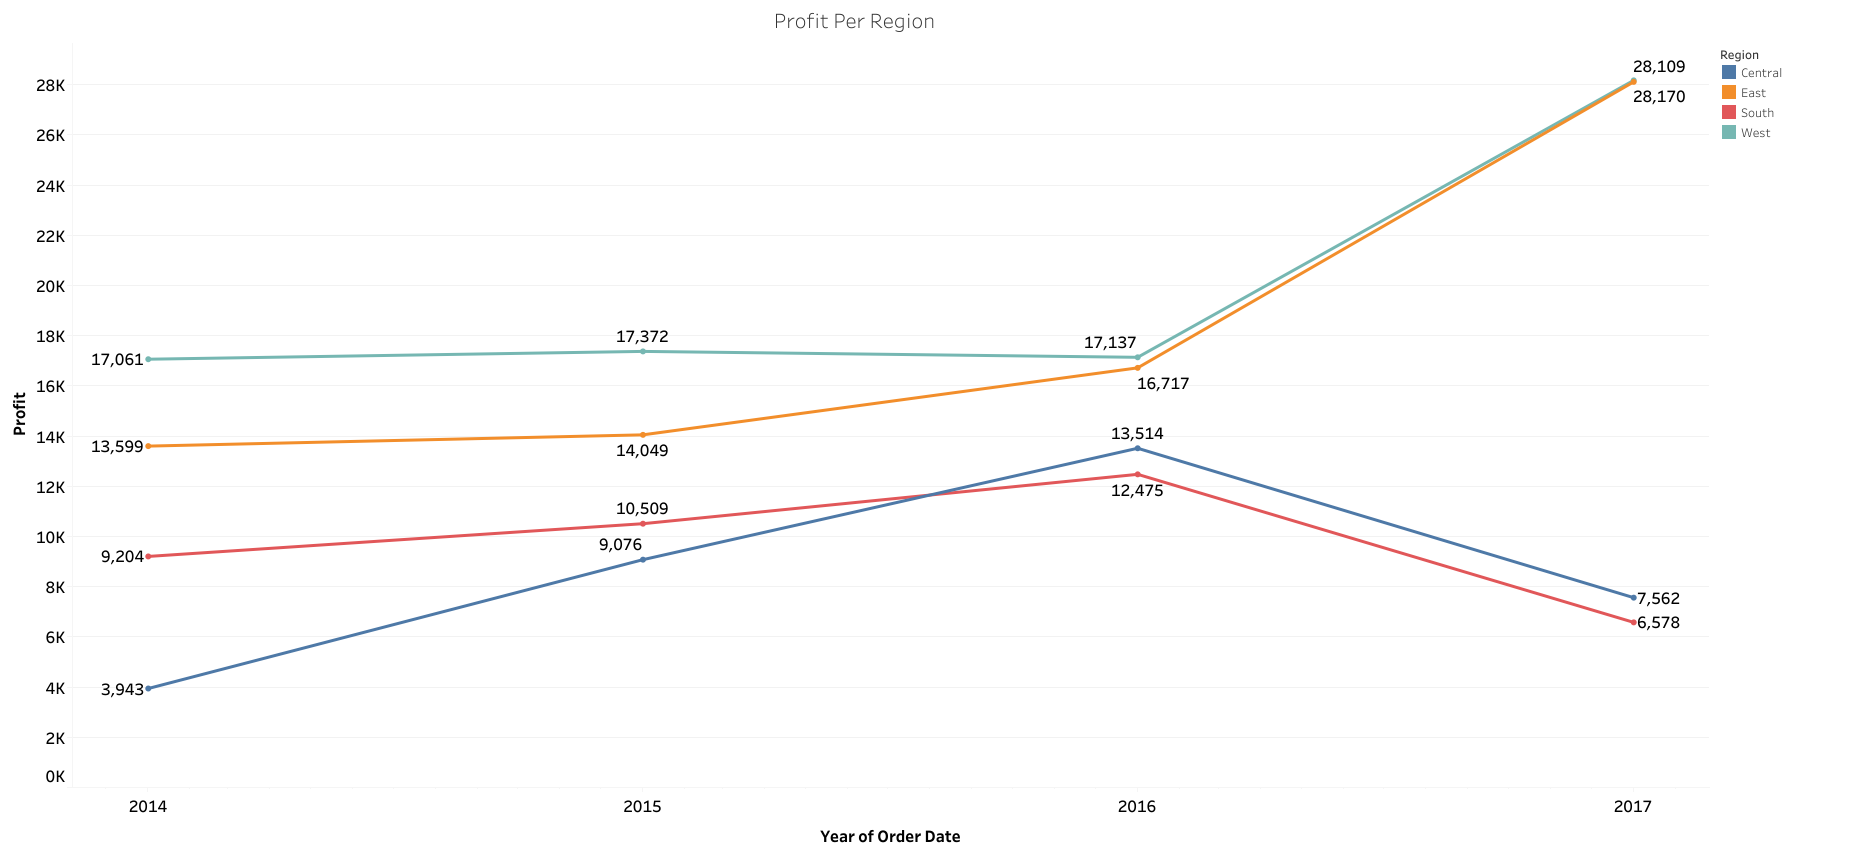 Profit Per Region
Region
Central
East
South
West
Profit
28K
26K
24K
22K
20K
18K
16K
14K
12K
10K
8K
6K
4K
2K
0K
28,109
28,170
17,061
17,372
17,137
16,717
13,599
14,049
13,514
12,475
10,509
9,076
9,204
3,943
7,562
6,578
2014
2015
2016
2017
Year of Order Date